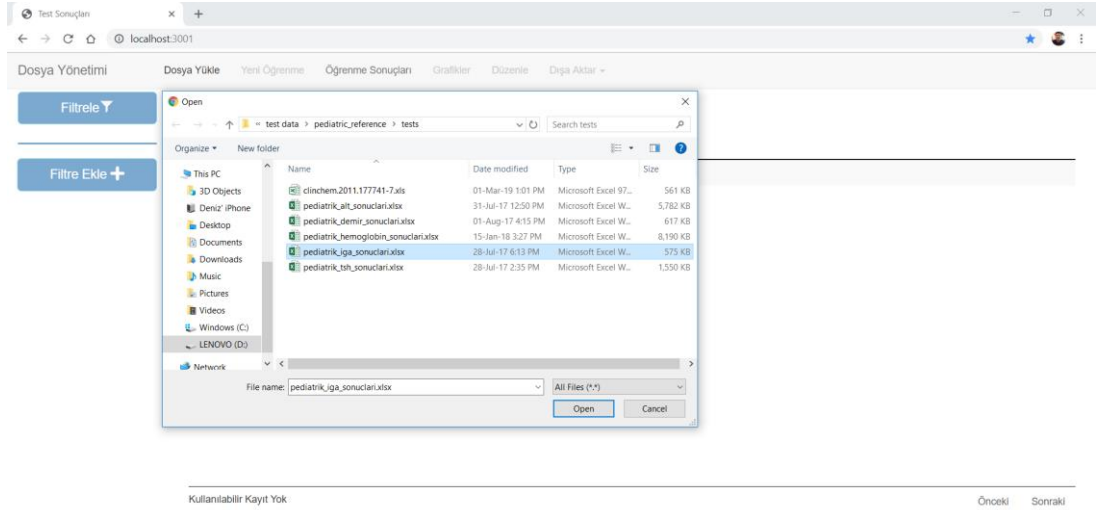 Test Sonuçları
localhost:3001
Dosya Yönetimi Dosya Yükle Yeni Öğrenme Öğrenme Sonuçları Grafikler Düzenle Dışa Aktar
Filtrele
Filtre Ekle
Open
« test data > pediatric_reference > tests Search tests
Organize New folder
This PC
3D Objects
Deniz' iPhone
Desktop
Documents
Downloads
Music
Pictures
Videos
Windows (C:)
LENOVO (D:)
Network
Name Date modified Type Size
clinchem.2011.177741-7.xls 01-Mar-19 1:01 PM Microsoft Excel 97... 561 KB
pediatrik_alt_sonuclari.xlsx 31-Jul-17 12:50 PM Microsoft Excel W... 5,782 KB
pediatrik_demir_sonuclari.xlsx 01-Aug-17 4:15 PM Microsoft Excel W... 617 KB
pediatrik_hemoglobin_sonuclari.xlsx 15-Jan-18 3:27 PM Microsoft Excel W... 8,190 KB
pediatrik_iga_sonuclari.xlsx 28-Jul-17 6:13 PM Microsoft Excel W... 575 KB
pediatrik_tsh_sonuclari.xlsx 28-Jul-17 2:35 PM Microsoft Excel W... 1,550 KB
File name: pediatrik_iga_sonuclari.xlsx All Files (*.*)
Open Cancel
Kullanılabilir Kayıt Yok Önceki Sonraki